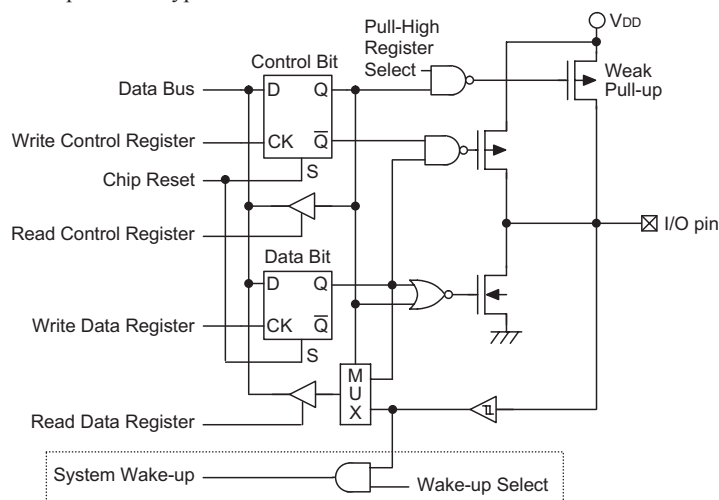 VDD
Pull-High
Register
Select
Control Bit
Weak
Pull-up
Data Bus
D
Q
Write Control Register
CK
Q
Chip Reset
S
I/O pin
Read Control Register
Data Bit
D
Q
Write Data Register
CK
Q
S
M
U
X
Read Data Register
System Wake-up
Wake-up Select